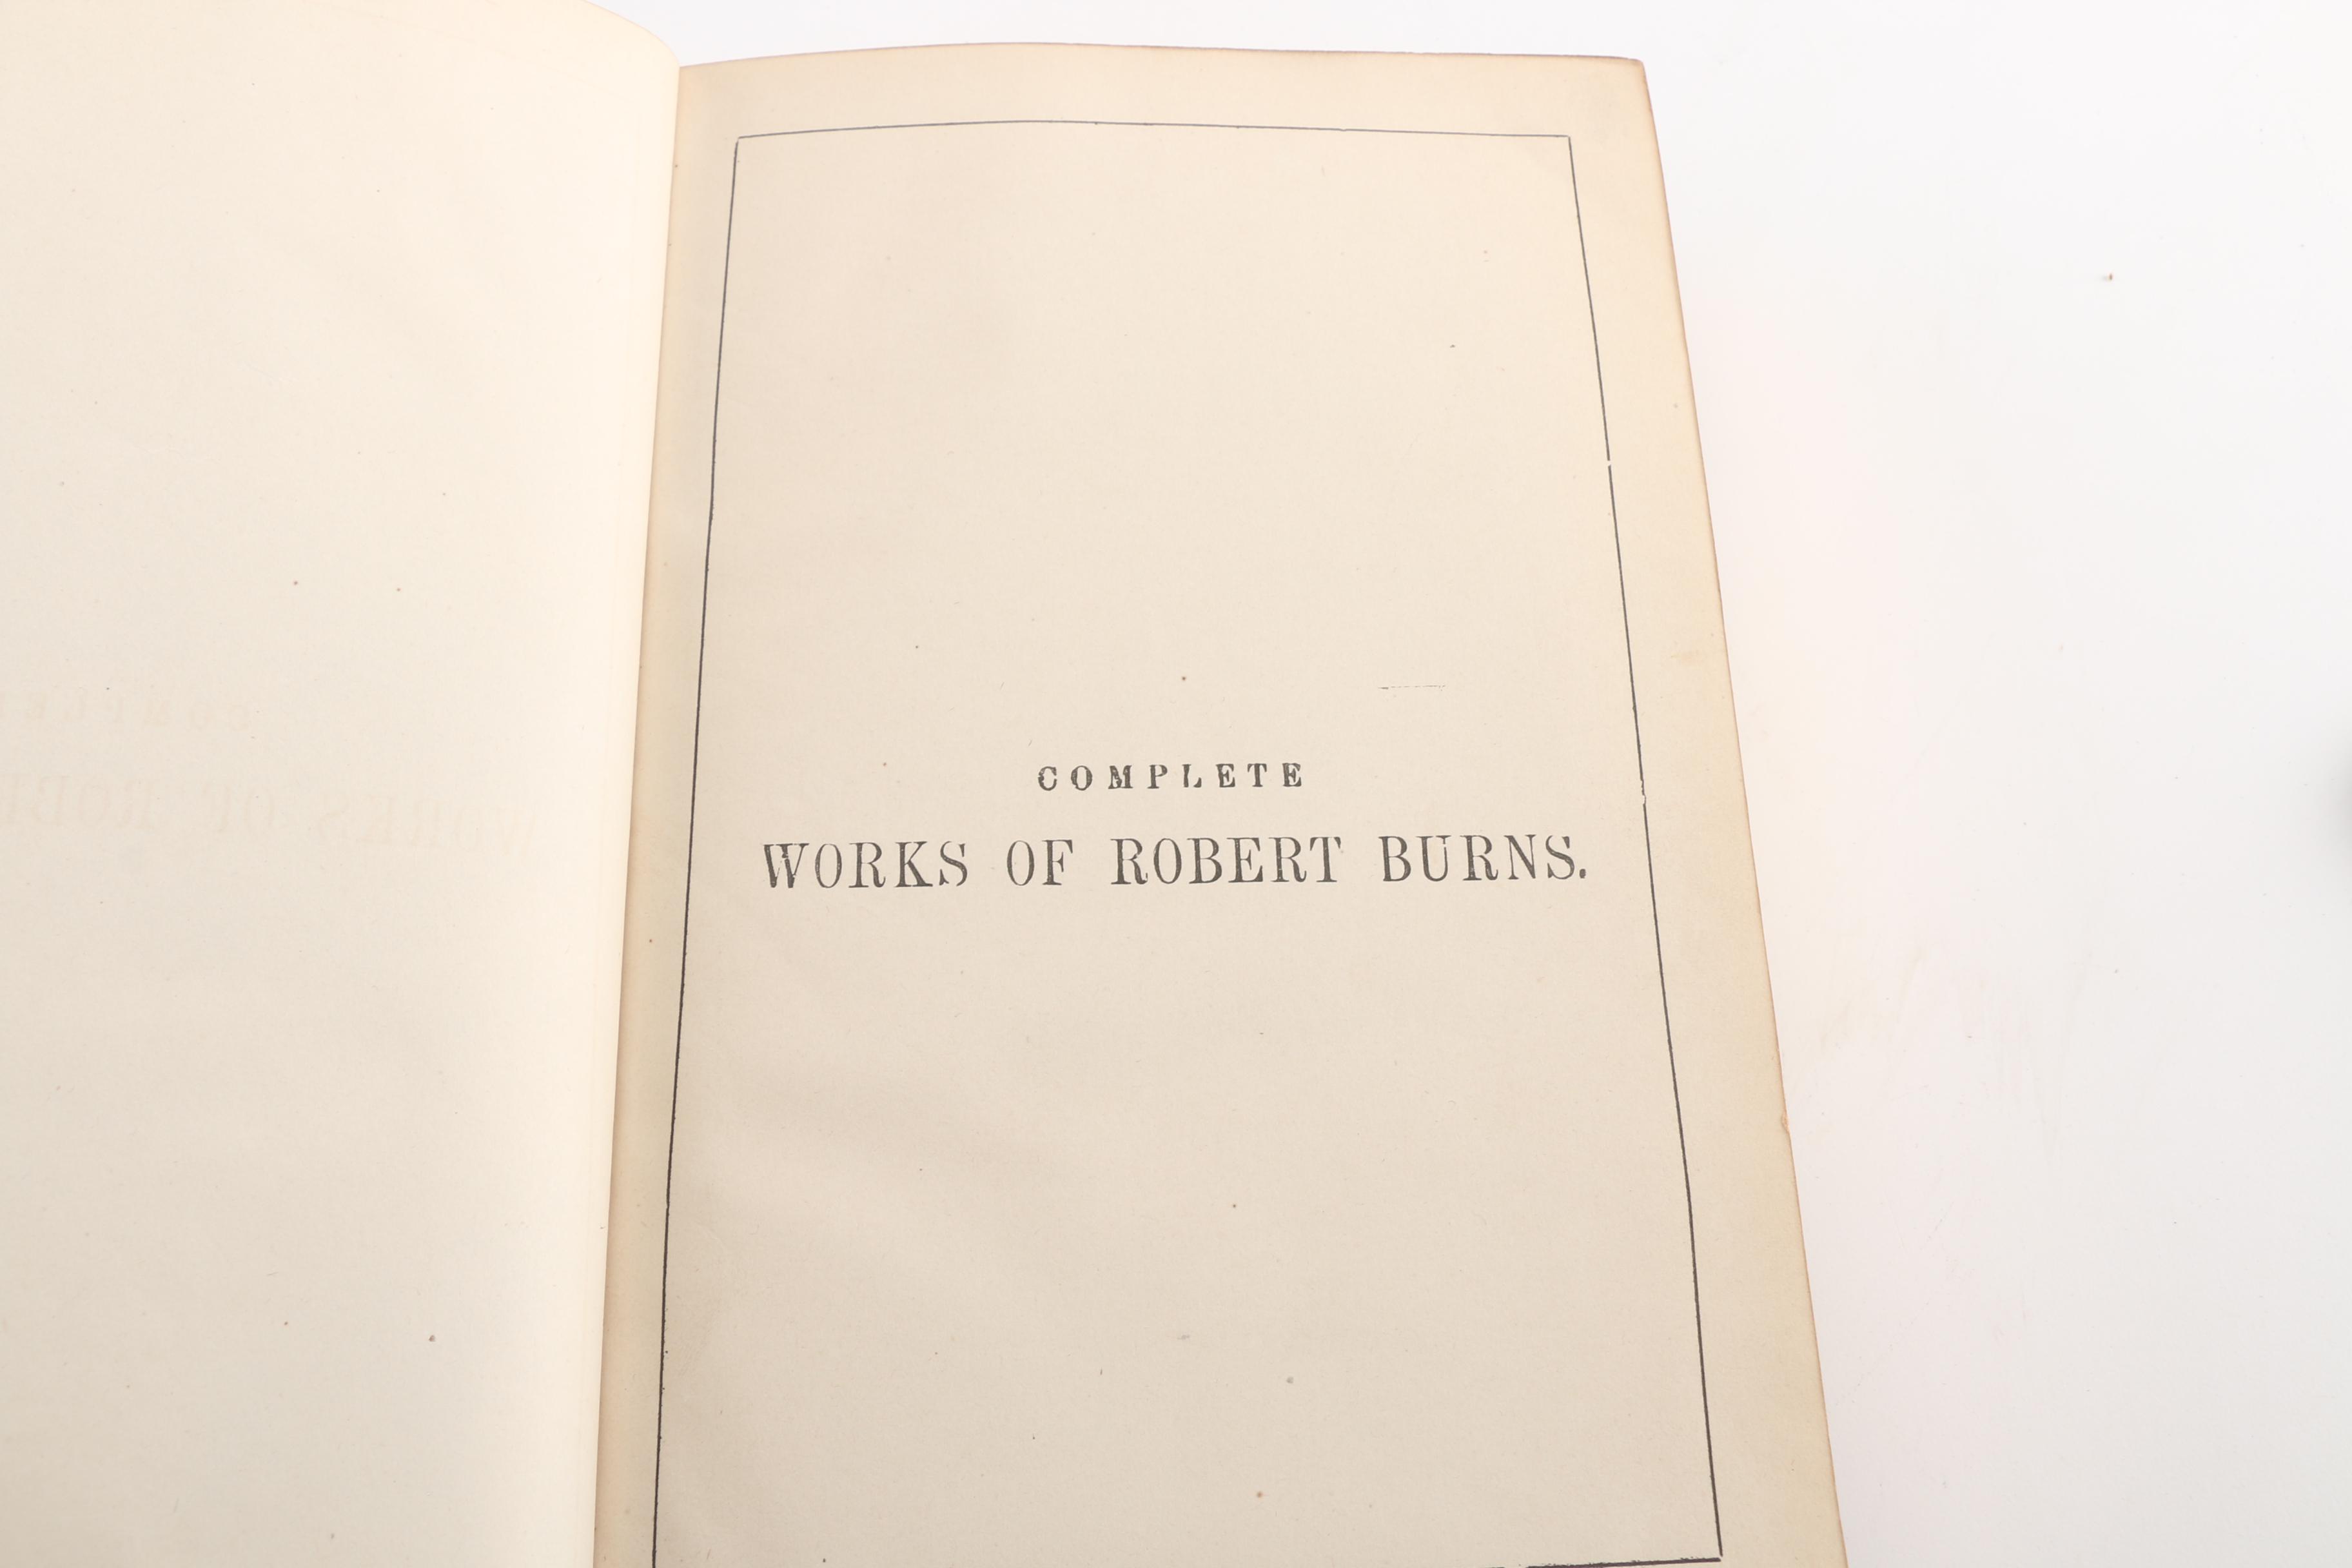 COMPLETE
WORKS OF ROBERT BURNS.